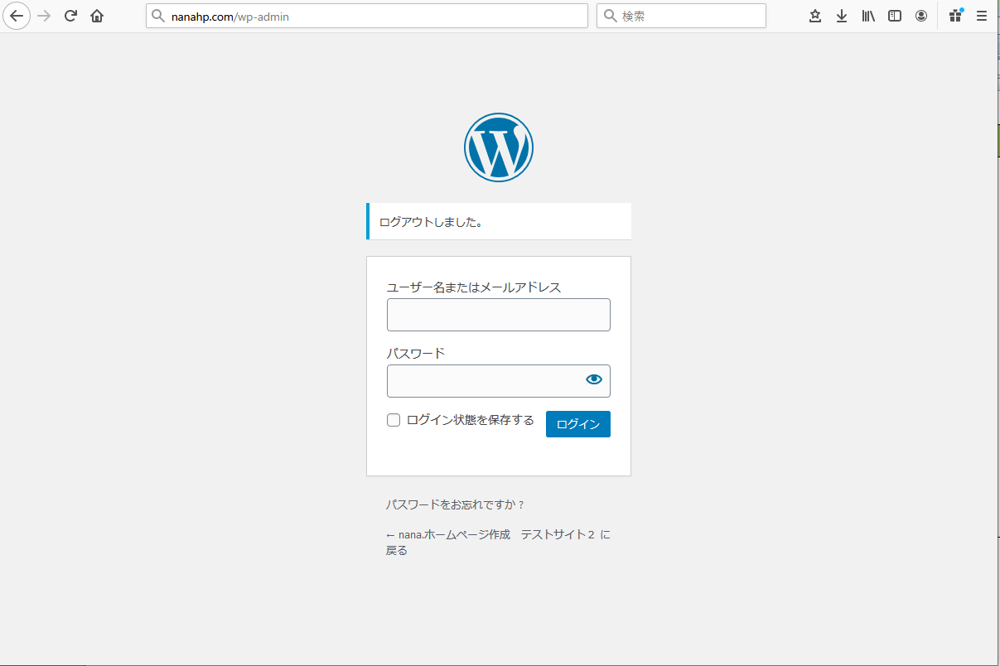 nanahp.com/wp-admin
検索
ログアウトしました。
ユーザー名またはメールアドレス
パスワード
ログイン状態を保存する
ログイン
パスワードをお忘れですか ?
← nana.ホームページ作成　テストサイト２ に
戻る